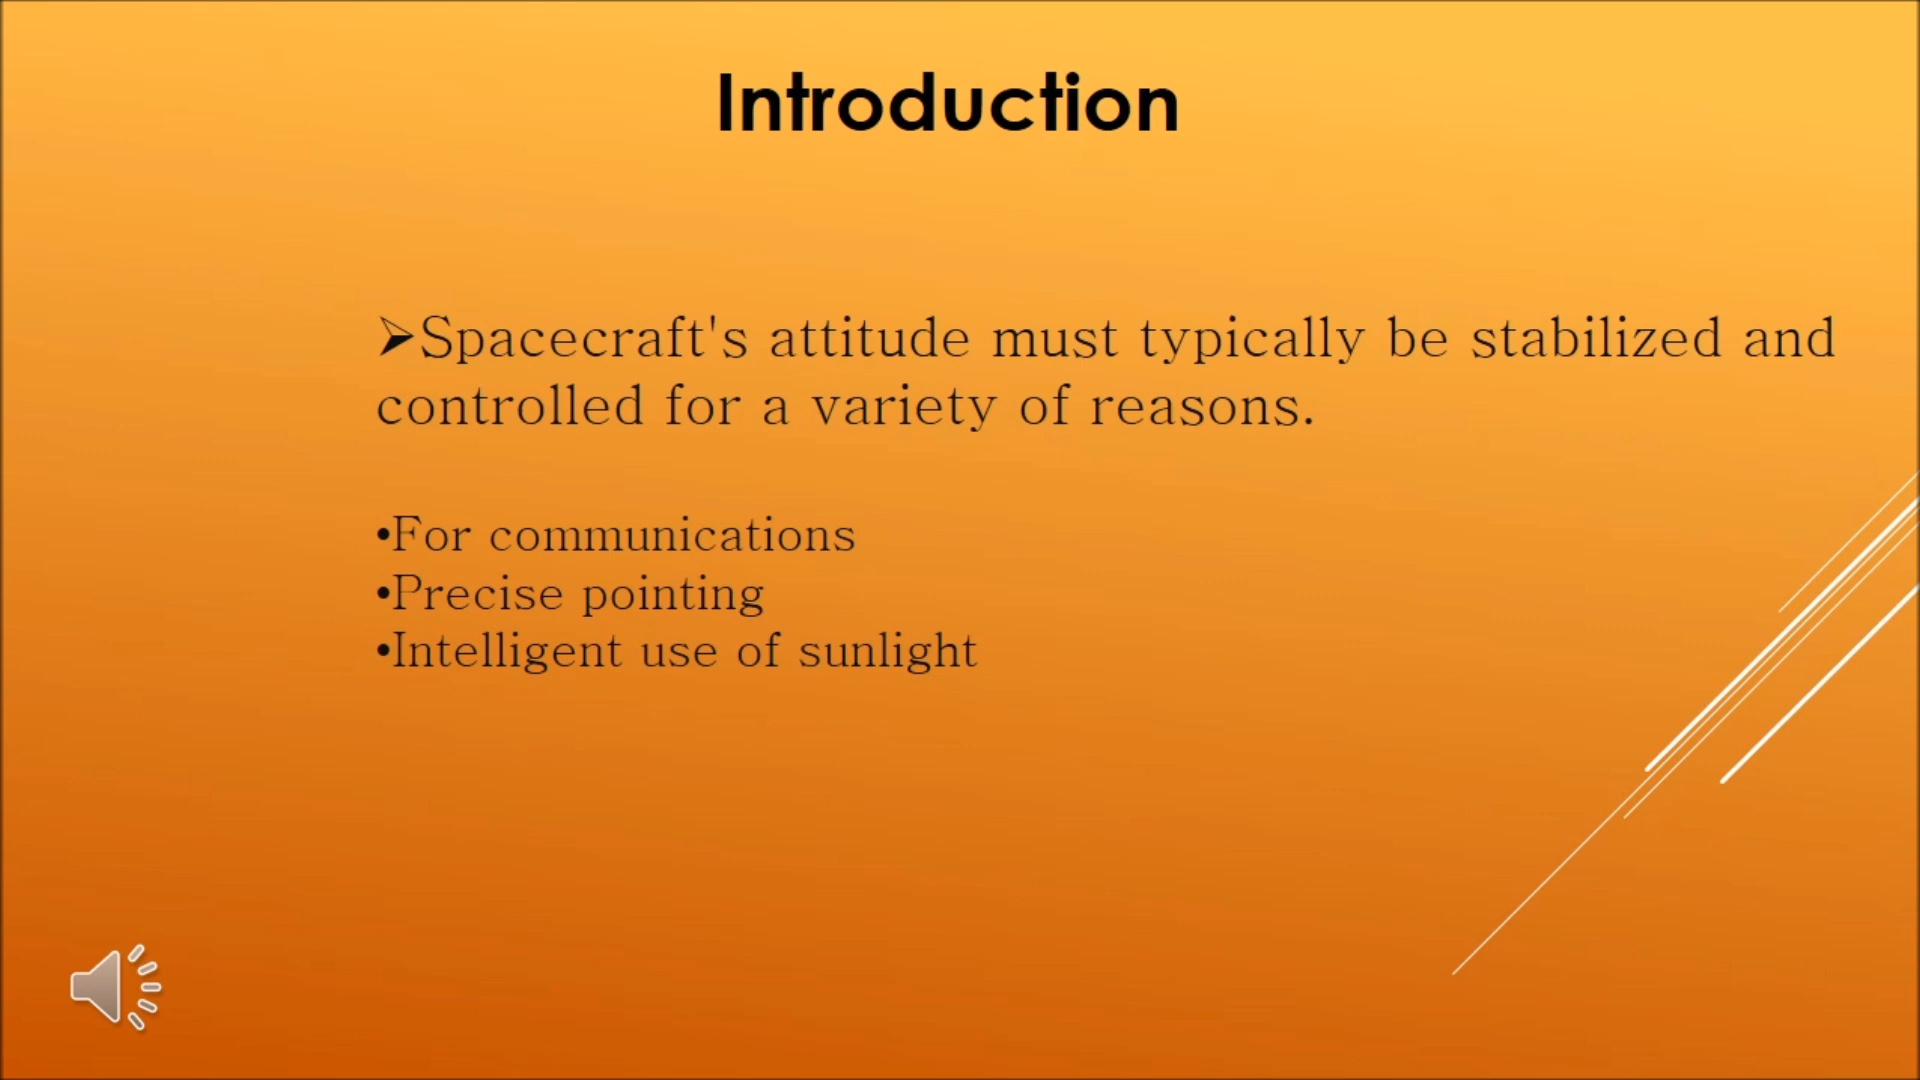 Introduction
➢Spacecraft's attitude must typically be stabilized and
controlled for a variety of reasons.
•For communications
•Precise pointing
•Intelligent use of sunlight